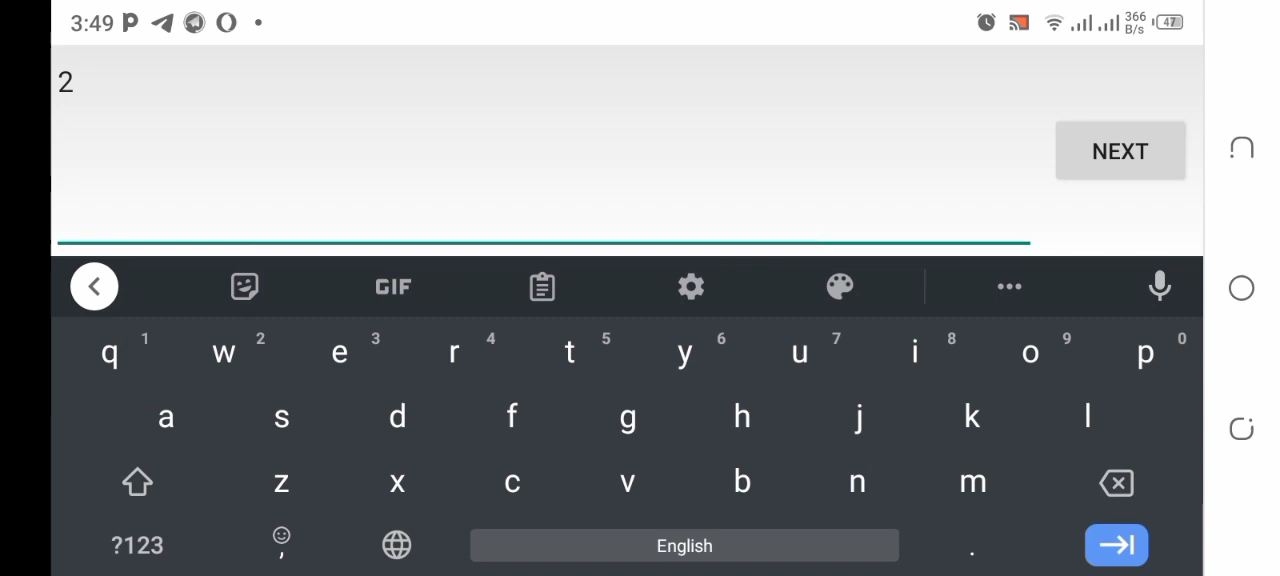 3:49 366 B/s 47
2
NEXT
GIF
q 1 w 2 e 3 r 4 t 5 y 6 u 7 i 8 o 9 p 0
a s d f g h j k l
z x c v b n m
?123 , English .